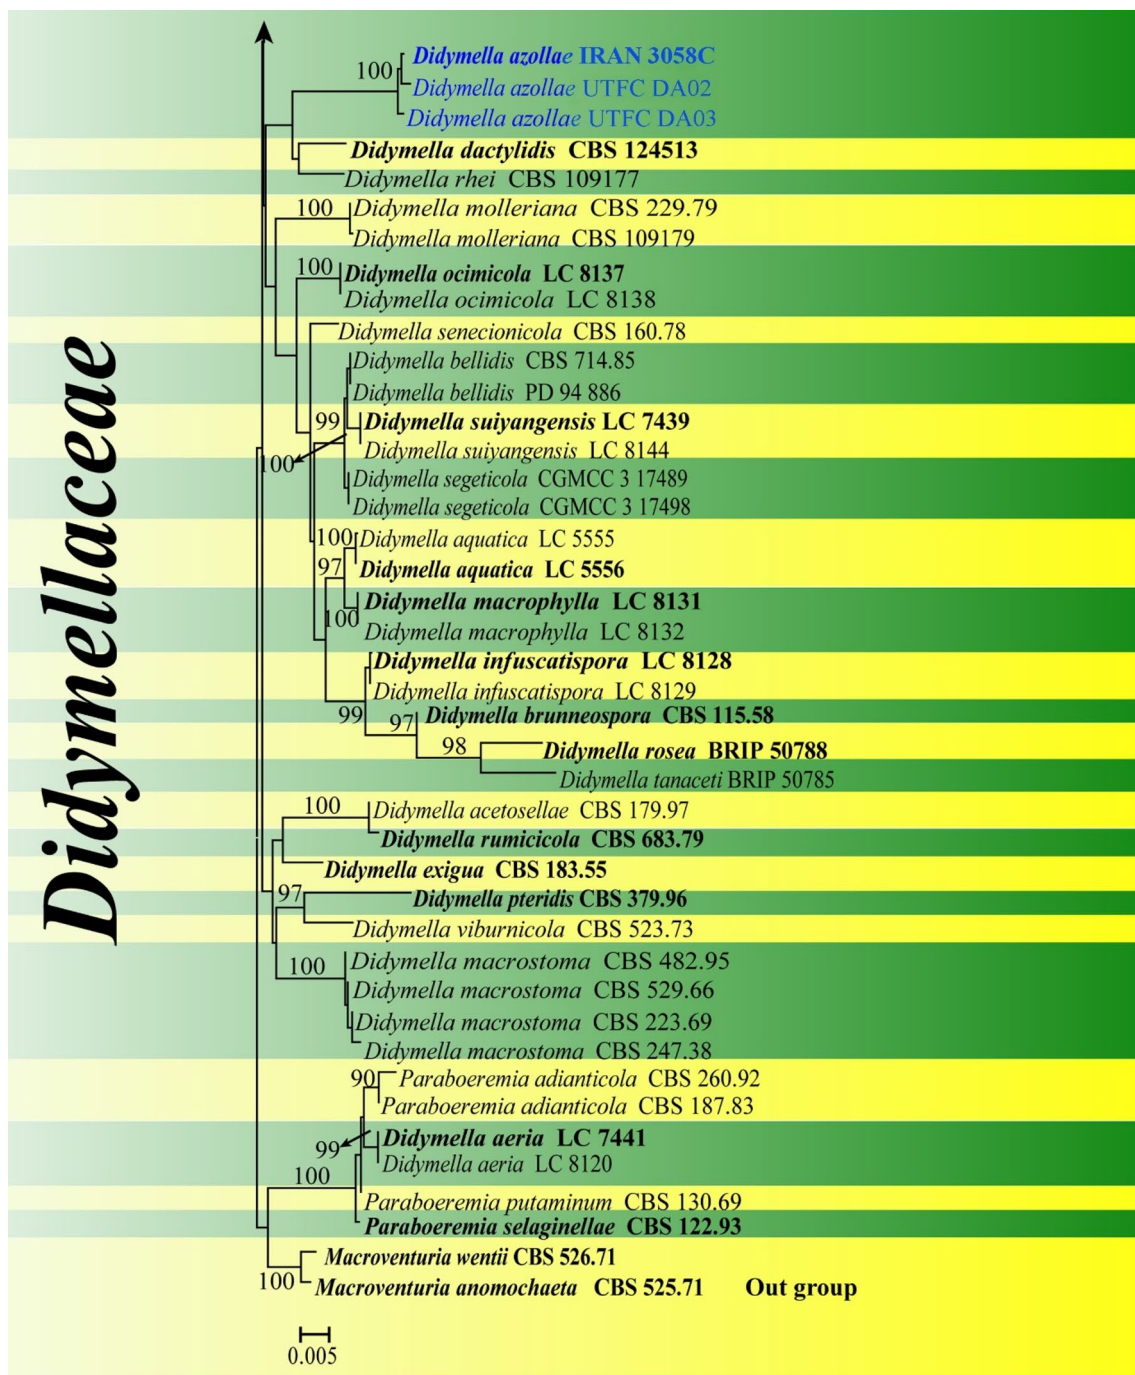 Didymellaceae
Didymella azollae IRAN 3058C
100
Didymella azollae UTFC DA02
Didymella azollae UTFC DA03
Didymella dactylidis CBS 124513
Didymella rhei CBS 109177
100
Didymella molleriana CBS 229.79
Didymella molleriana CBS 109179
100
Didymella ocimicola LC 8137
Didymella ocimicola LC 8138
Didymella senecionicola CBS 160.78
Didymella bellidis CBS 714.85
Didymella bellidis PD 94 886
99
Didymella suiyangensis LC 7439
Didymella suiyangensis LC 8144
100
Didymella segeticola CGMCC 3 17489
Didymella segeticola CGMCC 3 17498
100
Didymella aquatica LC 5555
97
Didymella aquatica LC 5556
Didymella macrophylla LC 8131
100
Didymella macrophylla LC 8132
Didymella infuscatispora LC 8128
Didymella infuscatispora LC 8129
99
97
Didymella brunneospora CBS 115.58
98
Didymella rosea BRIP 50788
Didymella tanaceti BRIP 50785
100
Didymella acetosellae CBS 179.97
Didymella rumicicola CBS 683.79
Didymella exigua CBS 183.55
97
Didymella pteridis CBS 379.96
Didymella viburnicola CBS 523.73
100
Didymella macrostoma CBS 482.95
Didymella macrostoma CBS 529.66
Didymella macrostoma CBS 223.69
Didymella macrostoma CBS 247.38
90
Paraboeremia adianticola CBS 260.92
Paraboeremia adianticola CBS 187.83
Didymella aeria LC 7441
99
Didymella aeria LC 8120
100
Paraboeremia putaminum CBS 130.69
Paraboeremia selaginellae CBS 122.93
Macroventuria wentii CBS 526.71
100
Macroventuria anomochaeta CBS 525.71 Out group
0.005